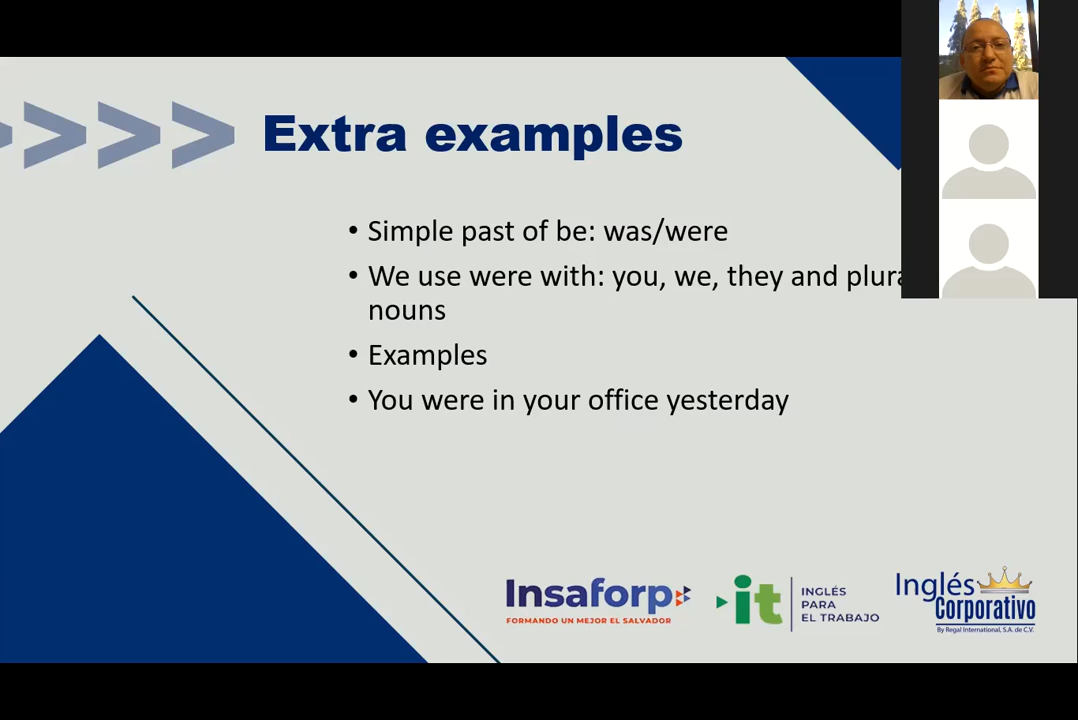 Extra examples
• Simple past of be: was/were
• We use were with: you, we, they and
nouns
• Examples
• You were in your office yesterday
Insaforp
FORMANDO UN MEJOR EL SALVADOR
it
INGLÉS
PARA
EL TRABAJO
Inglés
Corporativo
By Regal International, S.A. de C.V.